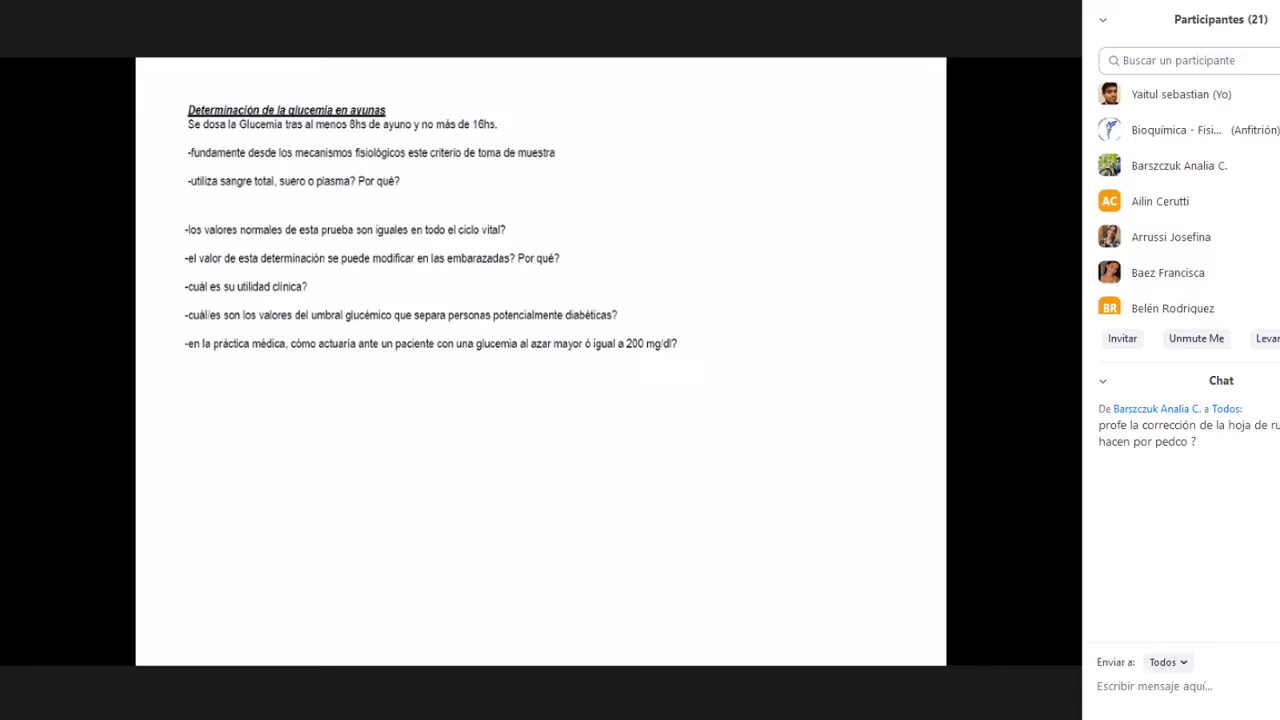 Determinación de la glucemia en ayunas
Se dosa la Glucemia tras al menos 8hs de ayuno y no más de 16hs.
-fundamente desde los mecanismos fisiológicos este criterio de toma de muestra
-utiliza sangre total, suero o plasma? Por qué?
-los valores normales de esta prueba son iguales en todo el ciclo vital?
-el valor de esta determinación se puede modificar en las embarazadas? Por qué?
-cuál es su utilidad clínica?
-cuál/es son los valores del umbral glucémico que separa personas potencialmente diabéticas?
-en la práctica médica, cómo actuaría ante un paciente con una glucemia al azar mayor ó igual a 200 mg/dl?
Participantes (21)
Buscar un participante
Yaitul sebastian (Yo)
Bioquímica - Fisi... (Anfitrión)
Barszczuk Analia C.
AC Ailin Cerutti
Arrussi Josefina
Baez Francisca
BR Belén Rodriquez
Invitar Unmute Me Levan
Chat
De Barszczuk Analia C. a Todos:
profe la corrección de la hoja de ru
hacen por pedco ?
Enviar a: Todos
Escribir mensaje aquí...